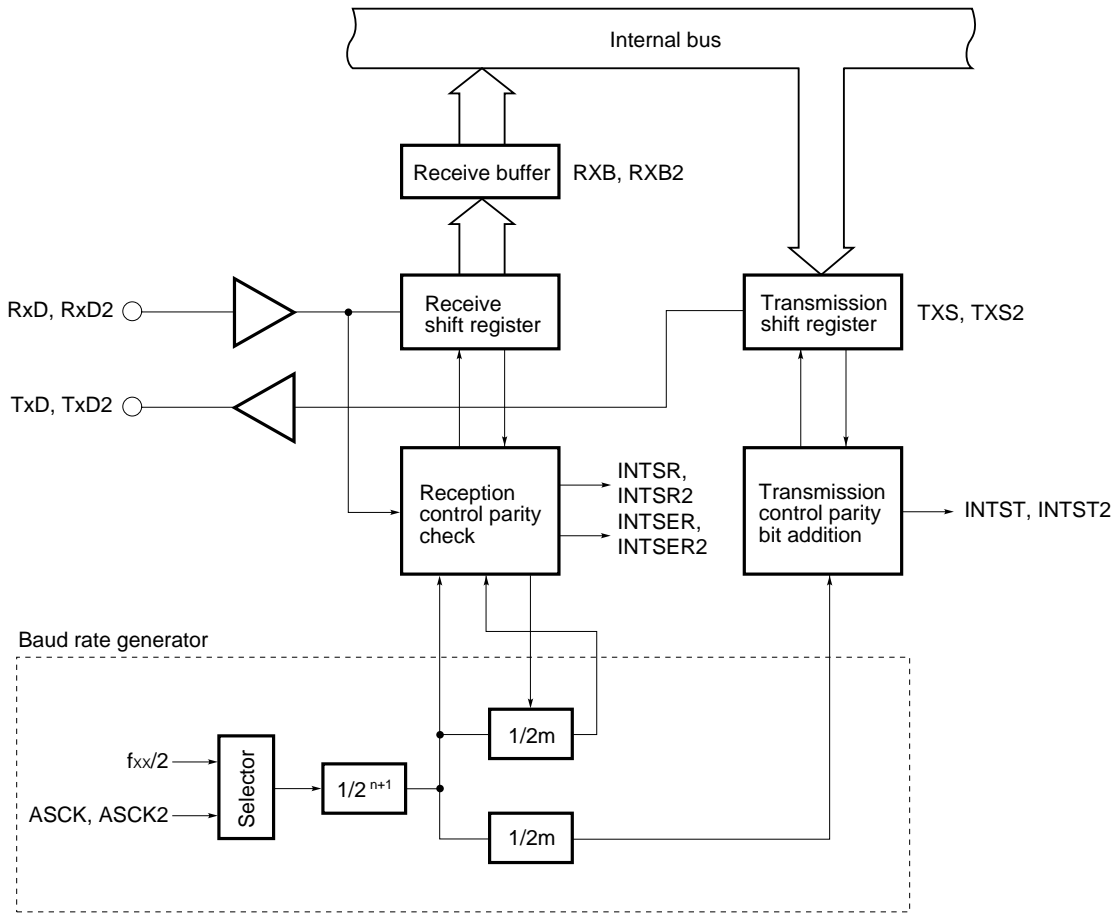 Internal bus
Receive buffer
RXB, RXB2
RxD, RxD2
Receive
shift register
Transmission
shift register
TXS, TXS2
TxD, TxD2
Reception
control parity
check
INTSR,
INTSR2
INTSER,
INTSER2
Transmission
control parity
bit addition
INTST, INTST2
Baud rate generator
fxx/2
ASCK, ASCK2
Selector
1/2 n+1
1/2m
1/2m